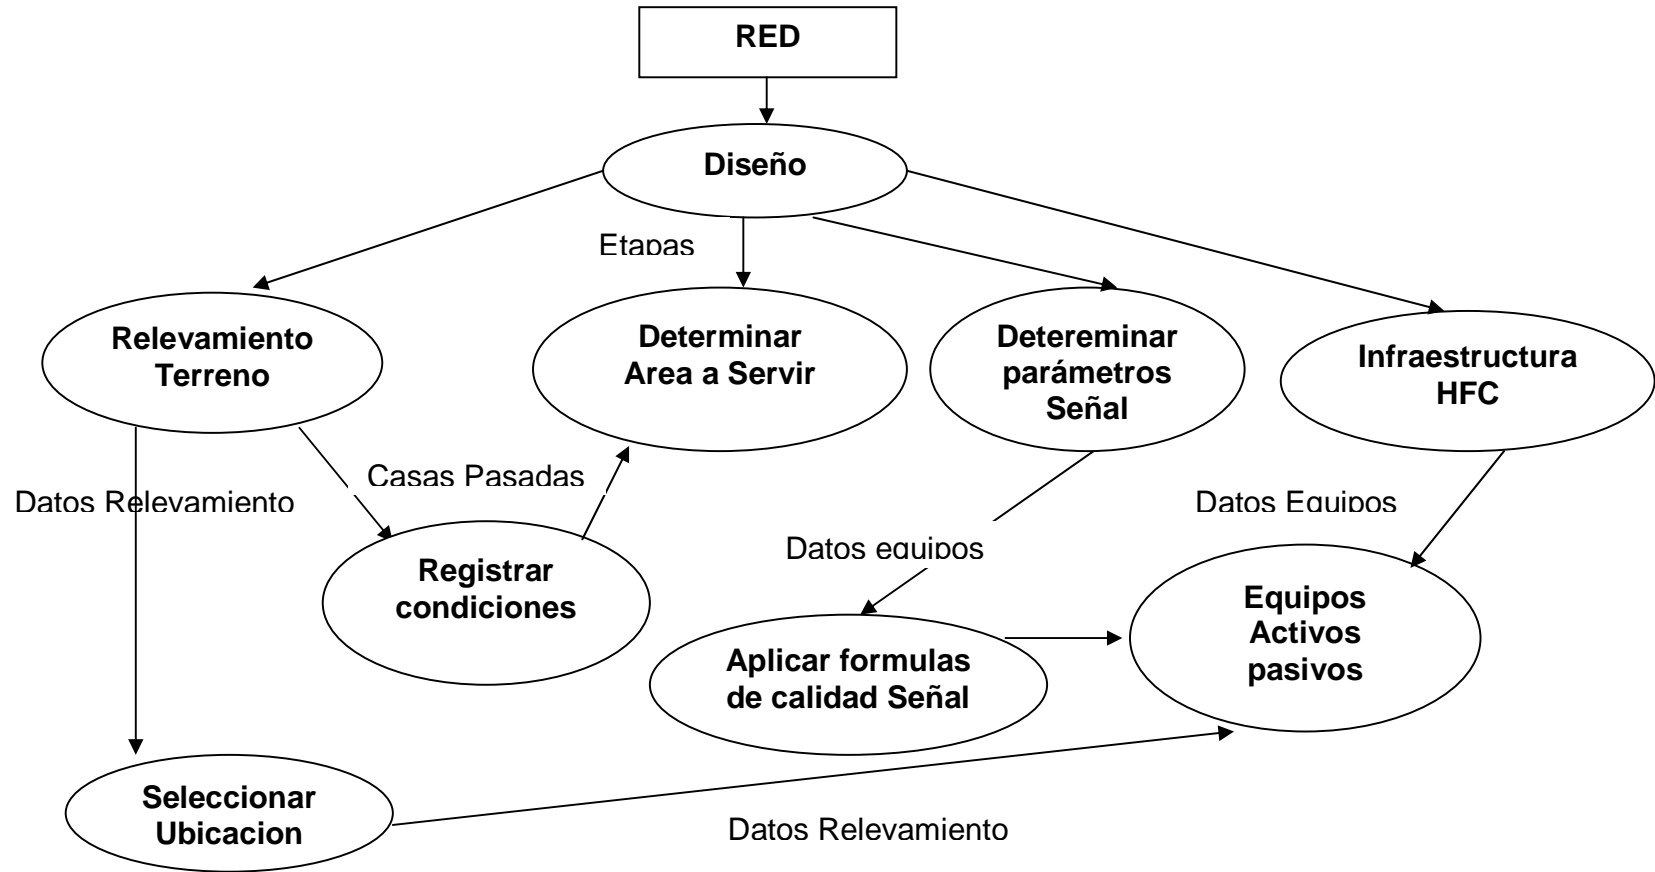 RED
Diseño
Etapas
Relevamiento
Terreno
Determinar
Area a Servir
Detereminar
parámetros
Señal
Infraestructura
HFC
Casas Pasadas
Datos Relevamiento
Datos Equipos
Datos equipos
Registrar
condiciones
Equipos
Activos
pasivos
Aplicar formulas
de calidad Señal
Seleccionar
Ubicacion
Datos Relevamiento